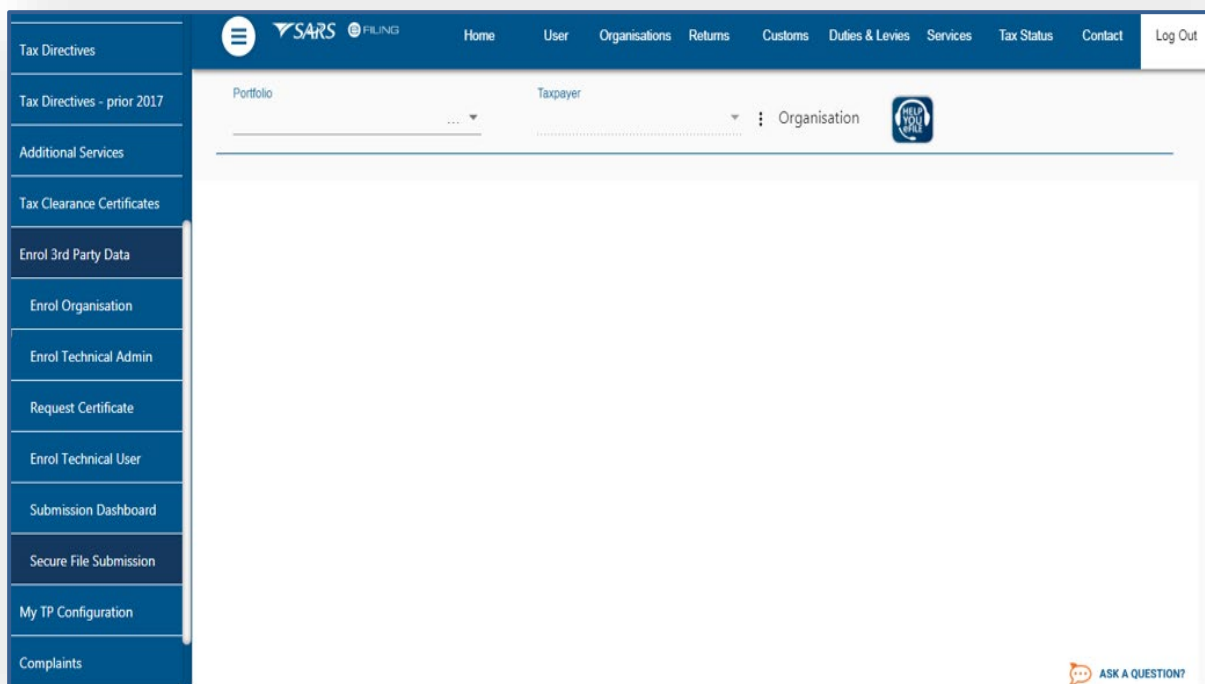 SARS eFILING
Home User Organisations Returns Customs Duties & Levies Services Tax Status Contact Log Out
Tax Directives
Tax Directives - prior 2017
Additional Services
Tax Clearance Certificates
Enrol 3rd Party Data
Enrol Organisation
Enrol Technical Admin
Request Certificate
Enrol Technical User
Submission Dashboard
Secure File Submission
My TP Configuration
Complaints
Portfolio
...
Taxpayer
Organisation
HELP
YOU
eFILE
ASK A QUESTION?